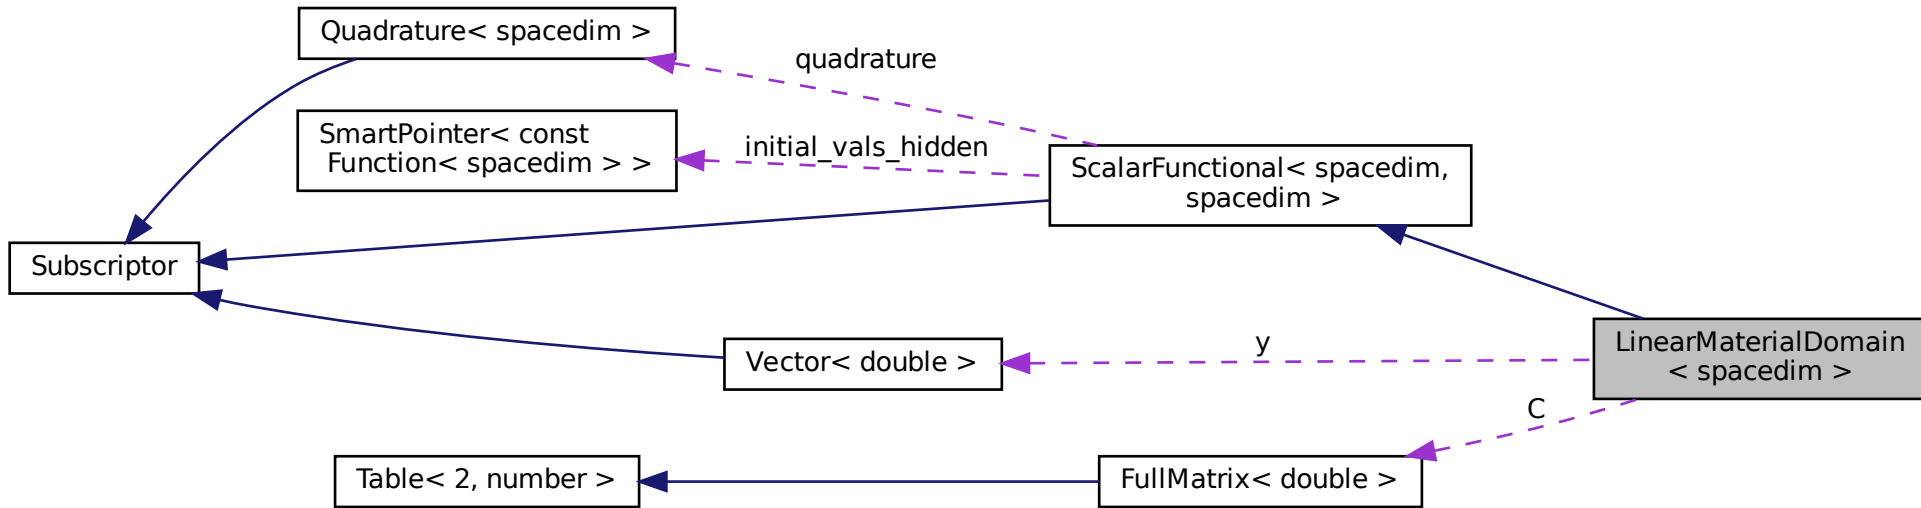 Quadrature< spacedim >
quadrature
SmartPointer< const
Function< spacedim > >
initial_vals_hidden
ScalarFunctional< spacedim,
spacedim >
Subscriptor
Vector< double >
y
LinearMaterialDomain
< spacedim >
C
Table< 2, number >
FullMatrix< double >